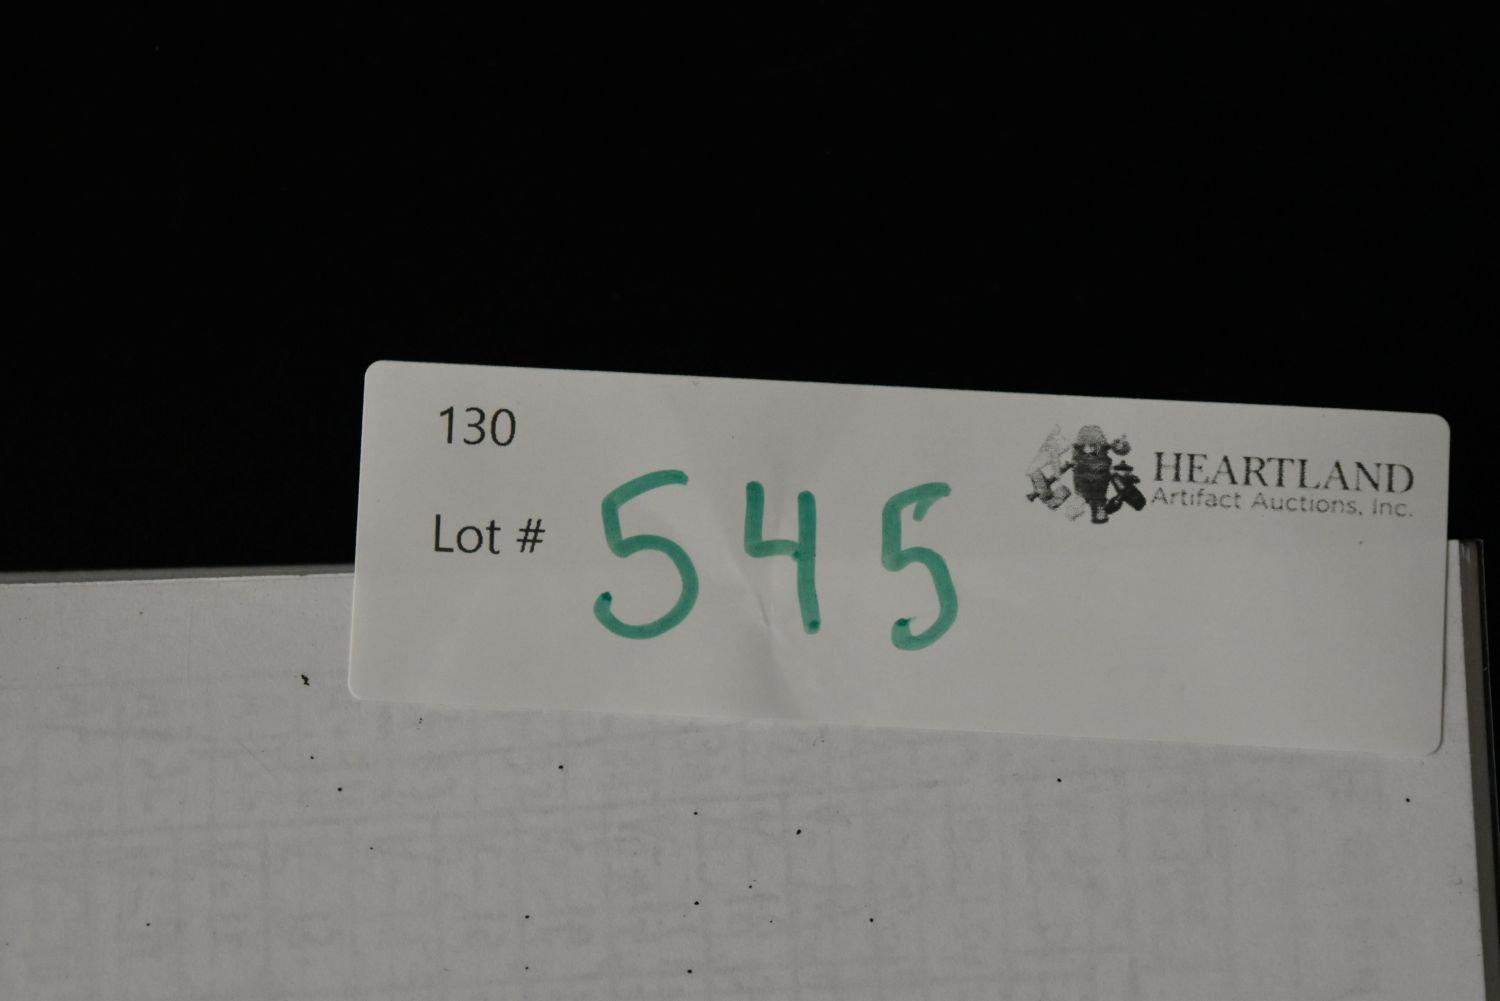 130
Lot # 545
HEARTLAND
Artifact Auctions, Inc.